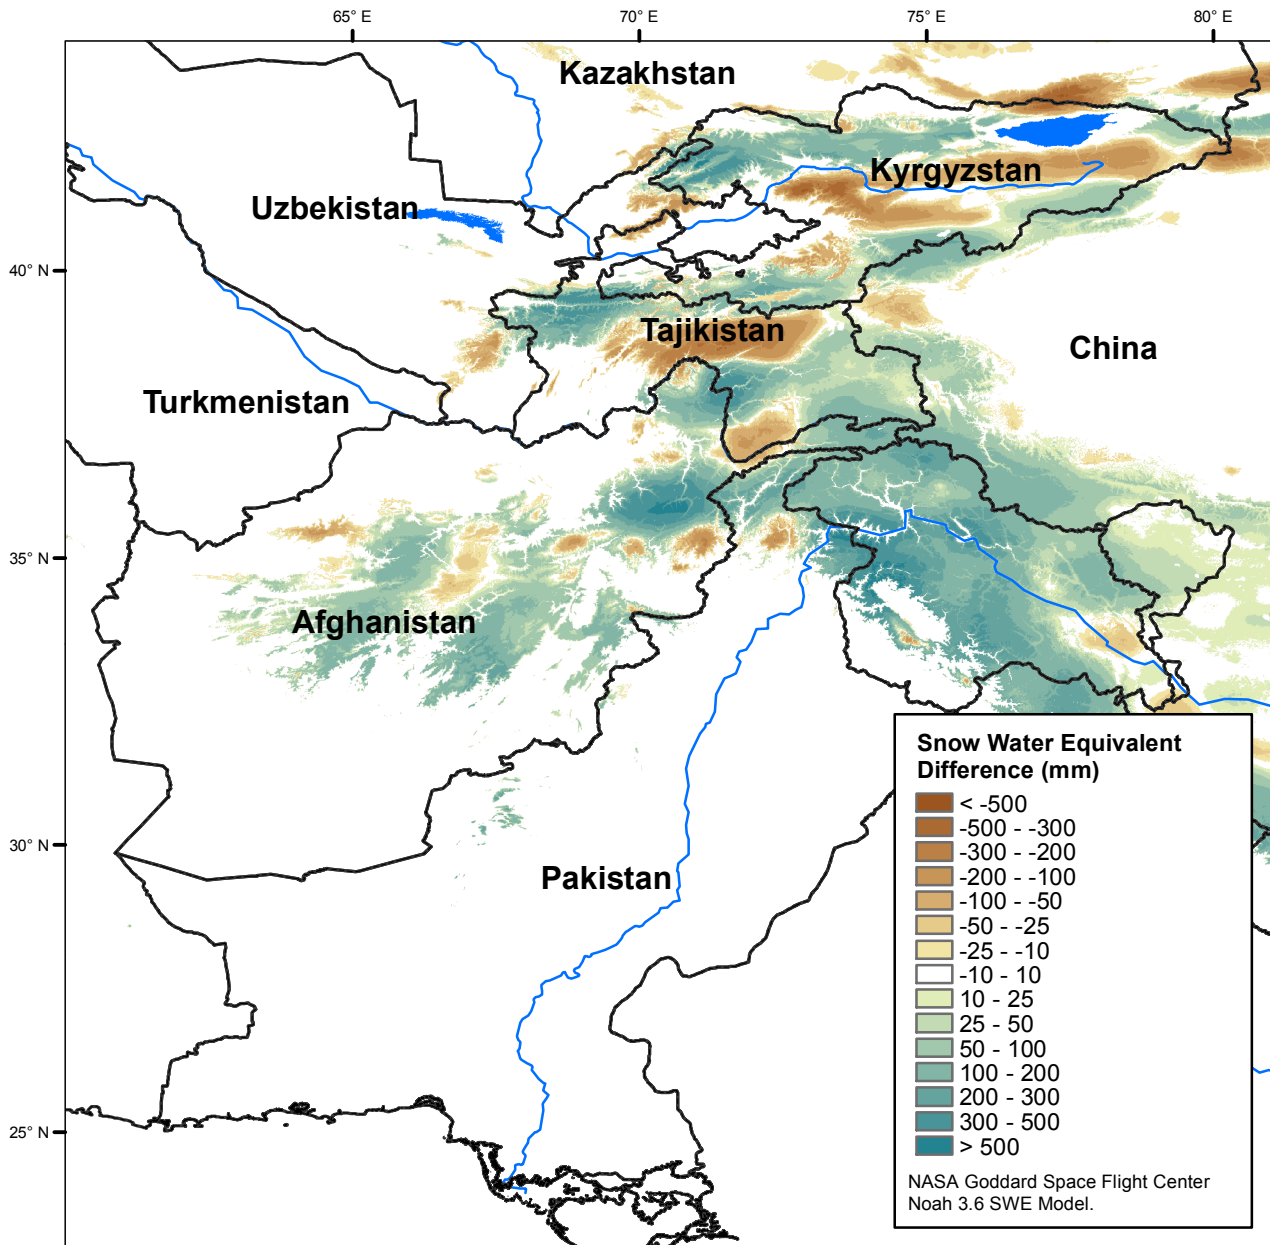 65° E
70° E
75° E
80° E
Kazakhstan
Kyrgyzstan
Uzbekistan
40° N
Tajikistan
China
Turkmenistan
35° N
Afghanistan
Snow Water Equivalent
Difference (mm)
< -500
-500 - -300
-300 - -200
-200 - -100
-100 - -50
-50 - -25
-25 - -10
-10 - 10
10 - 25
25 - 50
50 - 100
100 - 200
200 - 300
300 - 500
> 500
NASA Goddard Space Flight Center
Noah 3.6 SWE Model.
30° N
Pakistan
25° N